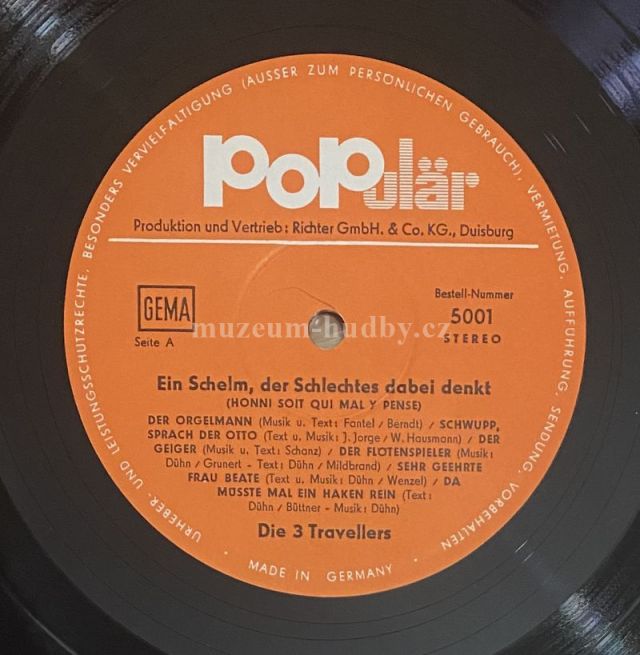 URHEBER- UND LEISTUNGSSCHUTZRECHTE, BESONDERS VERVIELFÄLTIGUNG (AUSSER ZUM PERSÖNLICHEN GEBRAUCH), VERMIETUNG, AUFFÜHRUNG, SENDUNG, VORBEHALTEN
POPulär
Produktion und Vertrieb: Richter GmbH. & Co. KG., Duisburg
GEMA
Seite A
Bestell-Nummer
5001
STEREO
muzeum-hudby.cz
Ein Schelm, der Schlechtes dabei denkt
(HONNI SOIT QUI MAL Y PENSE)
DER ORGELMANN (Musik u. Text: Fantel / Berndt) / SCHWUPP,
SPRACH DER OTTO (Text u. Musik: J. Jorge / W. Hausmann) / DER
GEIGER (Musik u. Text: Schanz) / DER FLÖTENSPIELER (Musik:
Dühn / Grunert - Text: Dühn / Mildbrand) / SEHR GEEHRTE
FRAU BEATE (Text u. Musik: Dühn / Wenzel) / DA
MÜSSTE MAL EIN HAKEN REIN (Text:
Dühn / Büttner - Musik: Dühn)
Die 3 Travellers
· MADE IN GERMANY ·